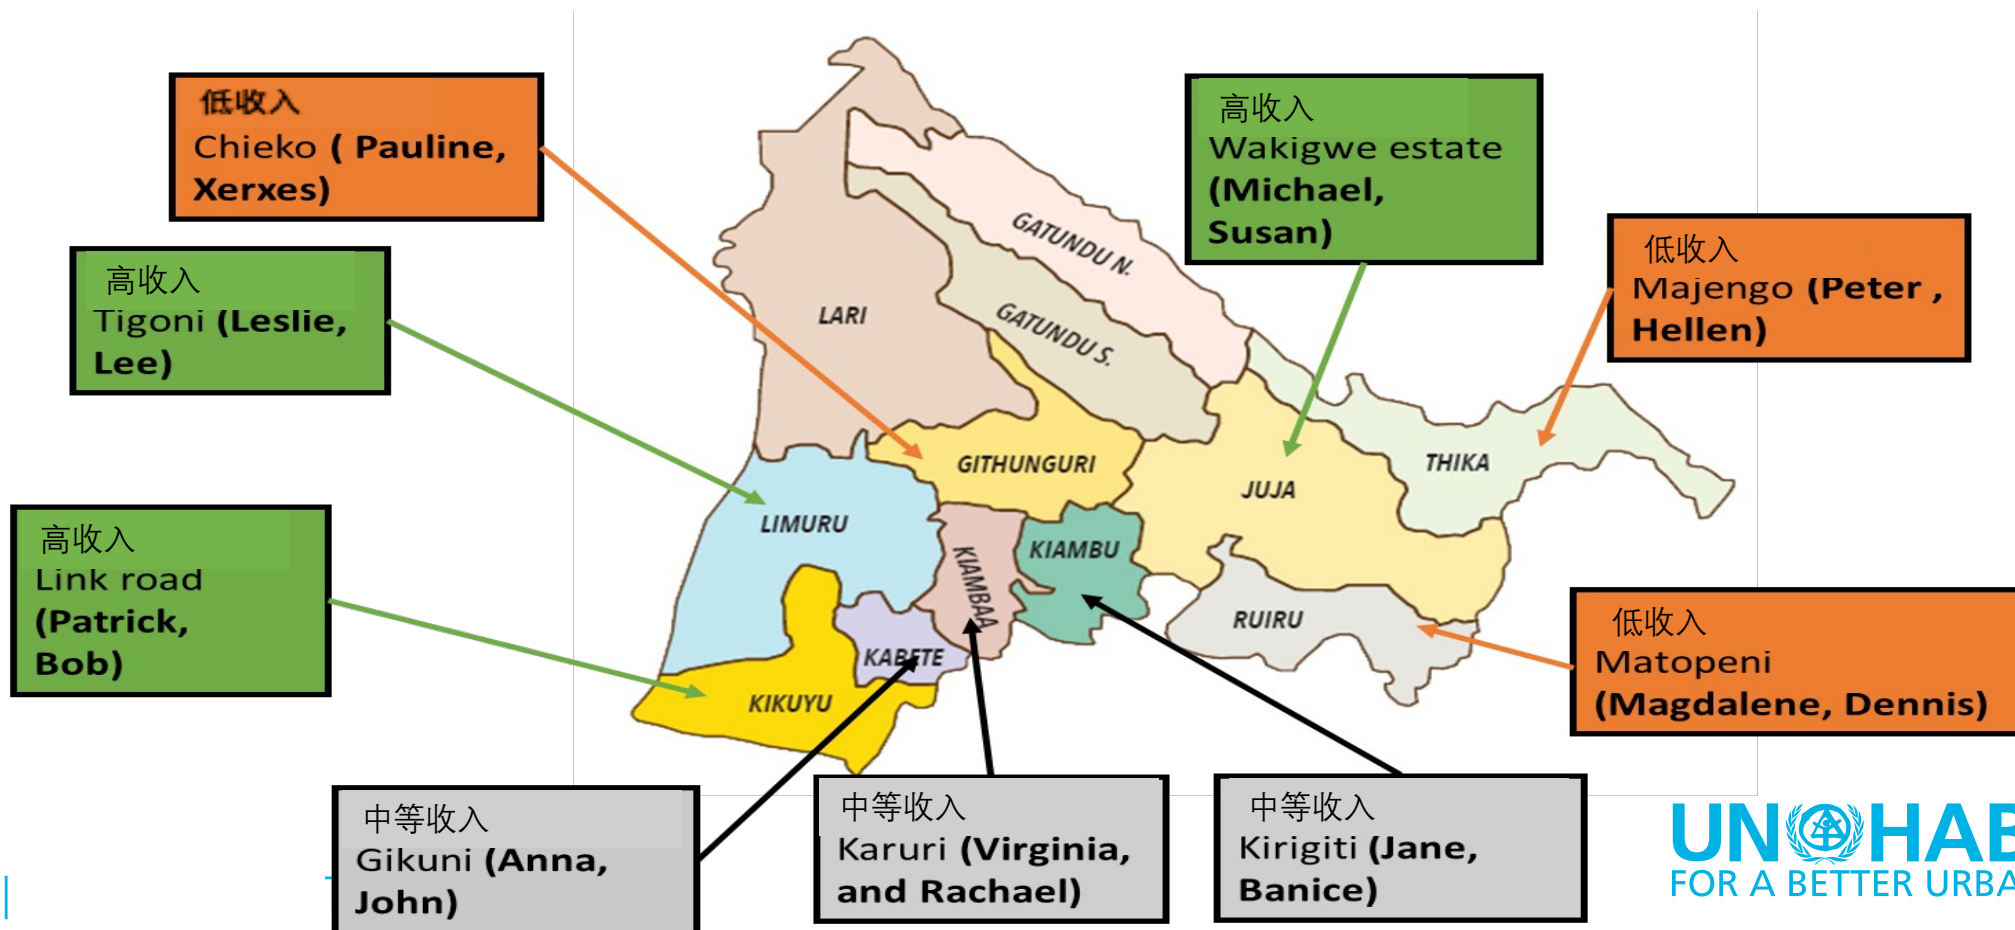 低收入
Chieko ( Pauline,
Xerxes)
高收入
Wakigwe estate
(Michael,
Susan)
低收入
Majengo (Peter ,
Hellen)
高收入
Tigoni (Leslie,
Lee)
高收入
Link road
(Patrick,
Bob)
低收入
Matopeni
(Magdalene, Dennis)
中等收入
Gikuni (Anna,
John)
中等收入
Karuri (Virginia,
and Rachael)
中等收入
Kirigiti (Jane,
Banice)
GATUNDU N.
GATUNDU S.
LARI
GITHUNGURI
THIKA
JUJA
LIMURU
KIAMBAA
KIAMBU
RUIRU
KABETE
KIKUYU
UN HAB
FOR A BETTER URBA